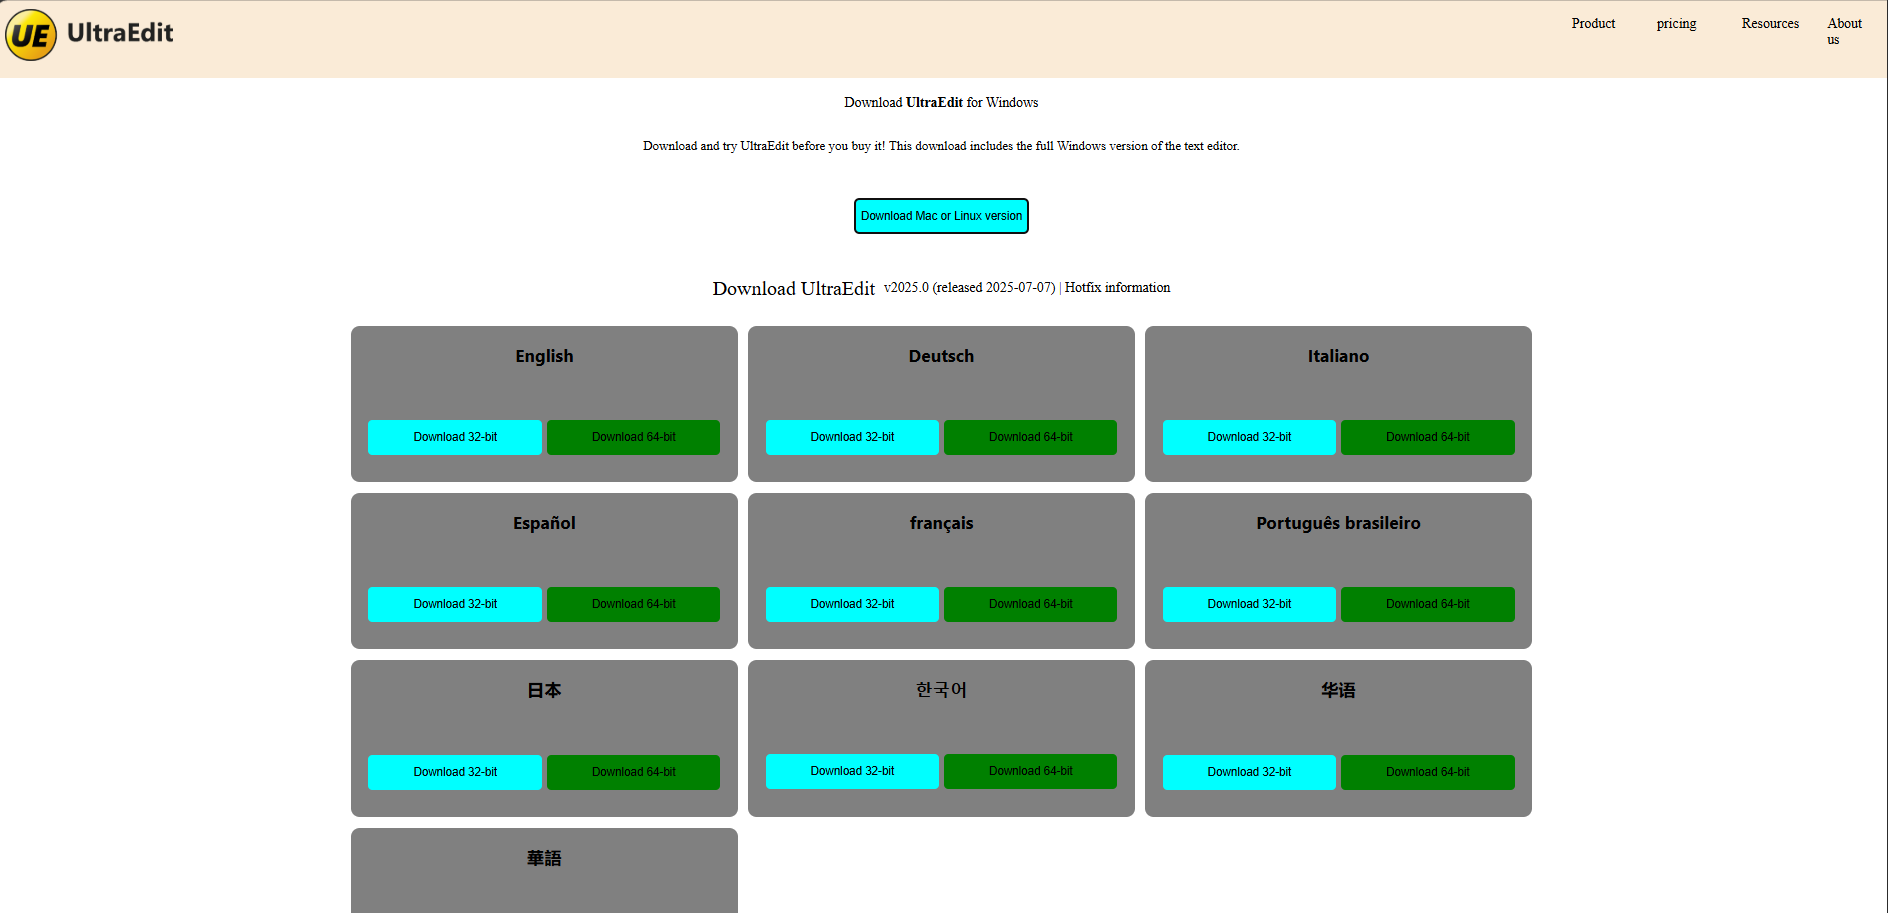 UE UltraEdit
Product pricing Resources About us
Download UltraEdit for Windows
Download and try UltraEdit before you buy it! This download includes the full Windows version of the text editor.
Download Mac or Linux version
Download UltraEdit v2025.0 (released 2025-07-07) | Hotfix information
English
Download 32-bit Download 64-bit
Deutsch
Download 32-bit Download 64-bit
Italiano
Download 32-bit Download 64-bit
Español
Download 32-bit Download 64-bit
français
Download 32-bit Download 64-bit
Português brasileiro
Download 32-bit Download 64-bit
日本
Download 32-bit Download 64-bit
한국어
Download 32-bit Download 64-bit
华语
Download 32-bit Download 64-bit
華語